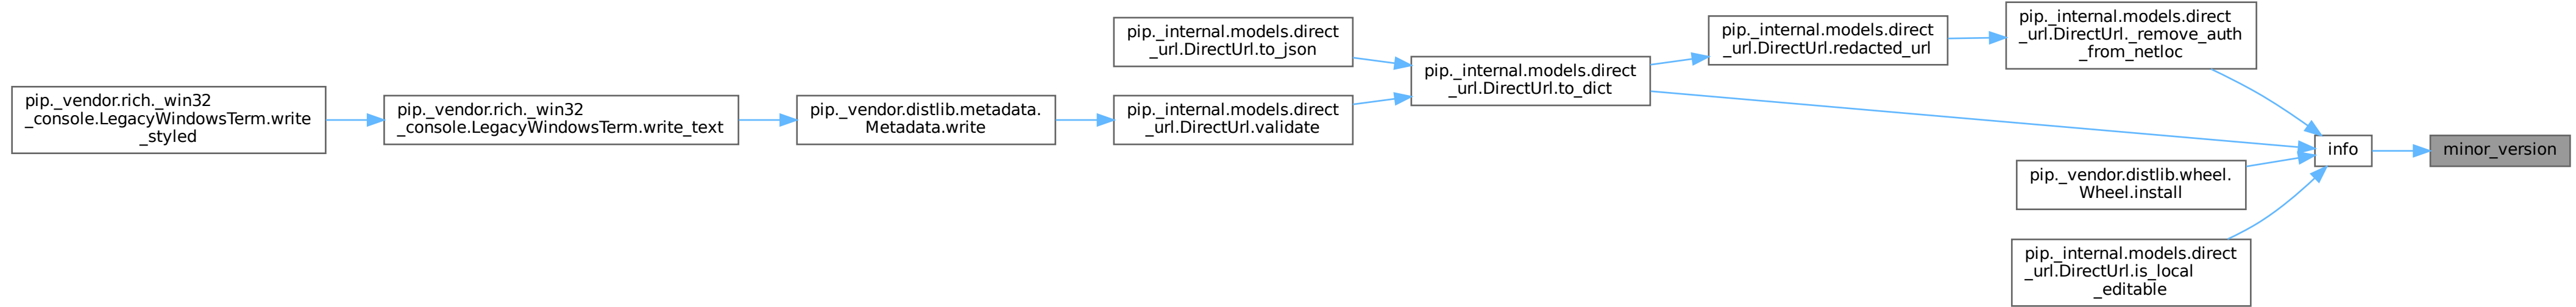 pip._vendor.rich._win32
_console.LegacyWindowsTerm.write
_styled
pip._vendor.rich._win32
_console.LegacyWindowsTerm.write_text
pip._vendor.distlib.metadata.
Metadata.write
pip._internal.models.direct
_url.DirectUrl.to_json
pip._internal.models.direct
_url.DirectUrl.validate
pip._internal.models.direct
_url.DirectUrl.to_dict
pip._internal.models.direct
_url.DirectUrl.redacted_url
pip._internal.models.direct
_url.DirectUrl._remove_auth
_from_netloc
pip._vendor.distlib.wheel.
Wheel.install
pip._internal.models.direct
_url.DirectUrl.is_local
_editable
info
minor_version